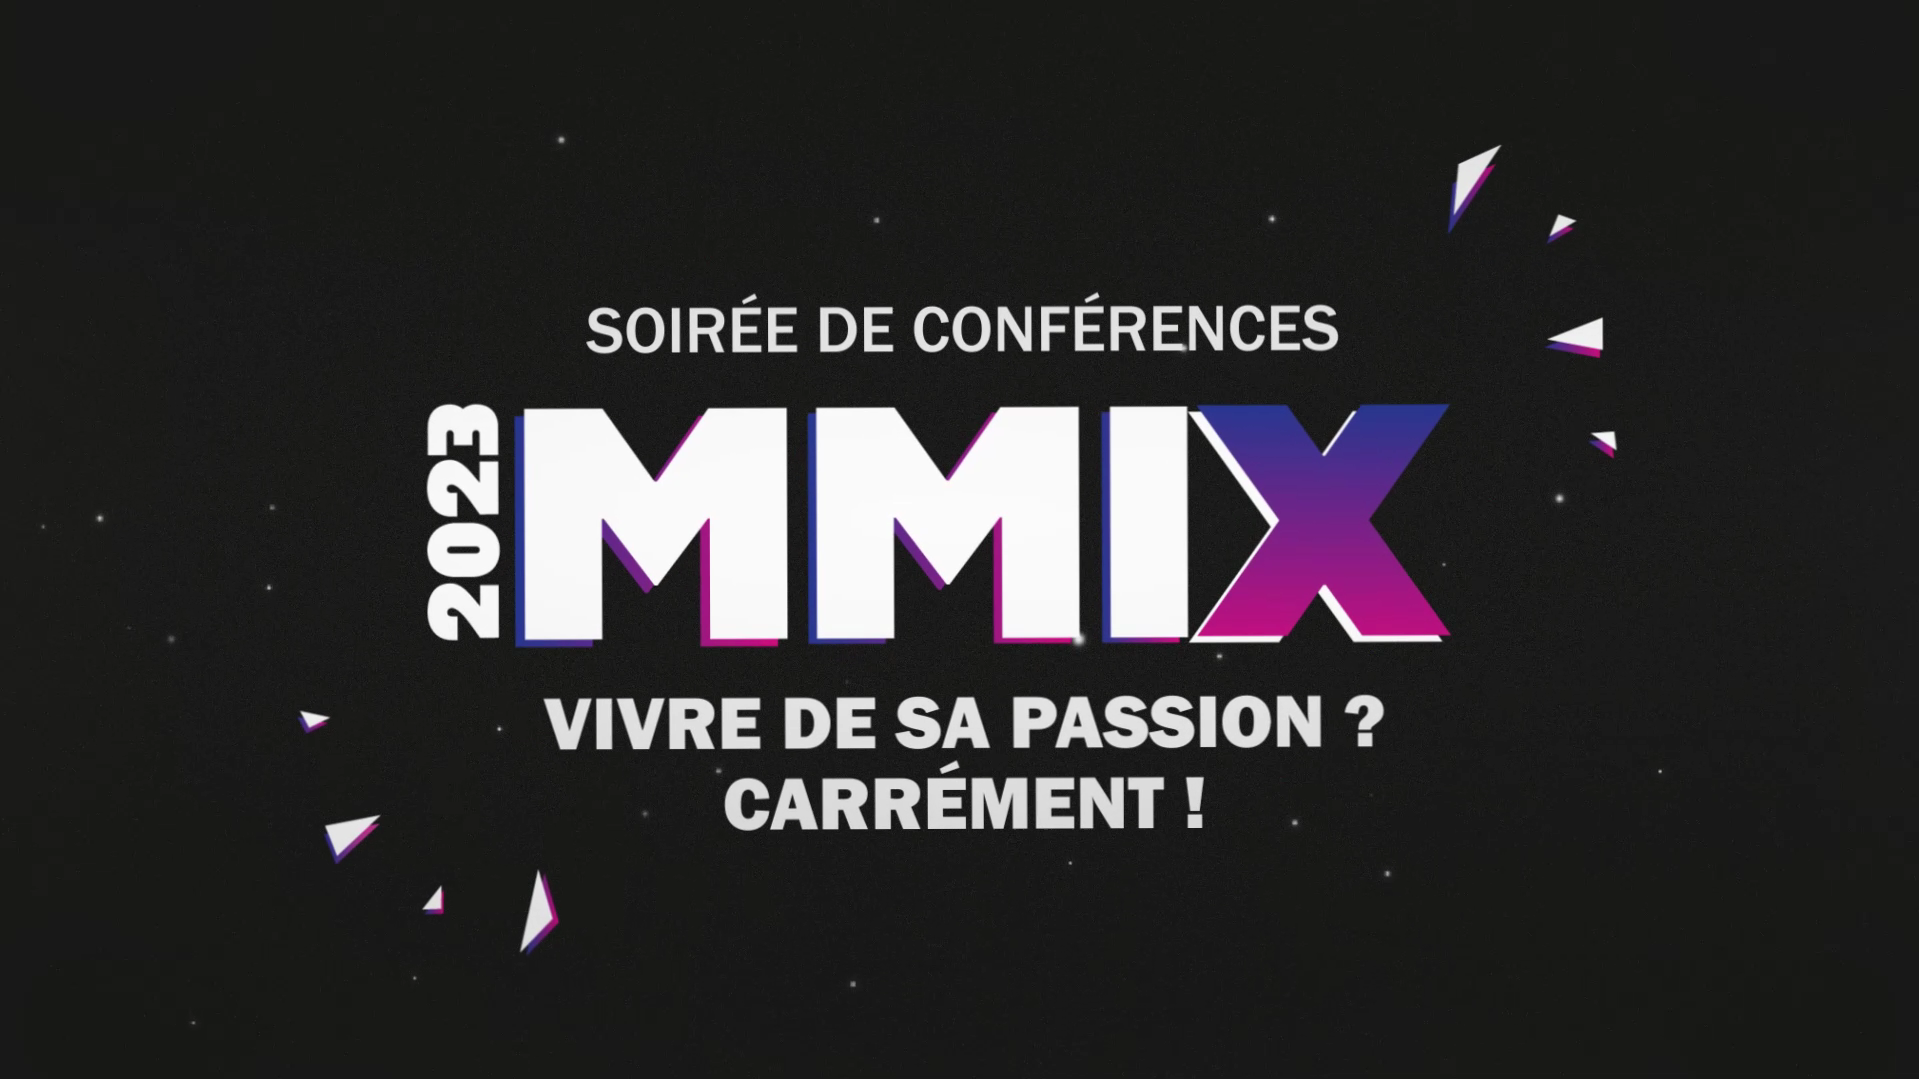 SOIRÉE DE CONFÉRENCES
2023
MMIX
VIVRE DE SA PASSION ?
CARRÉMENT !